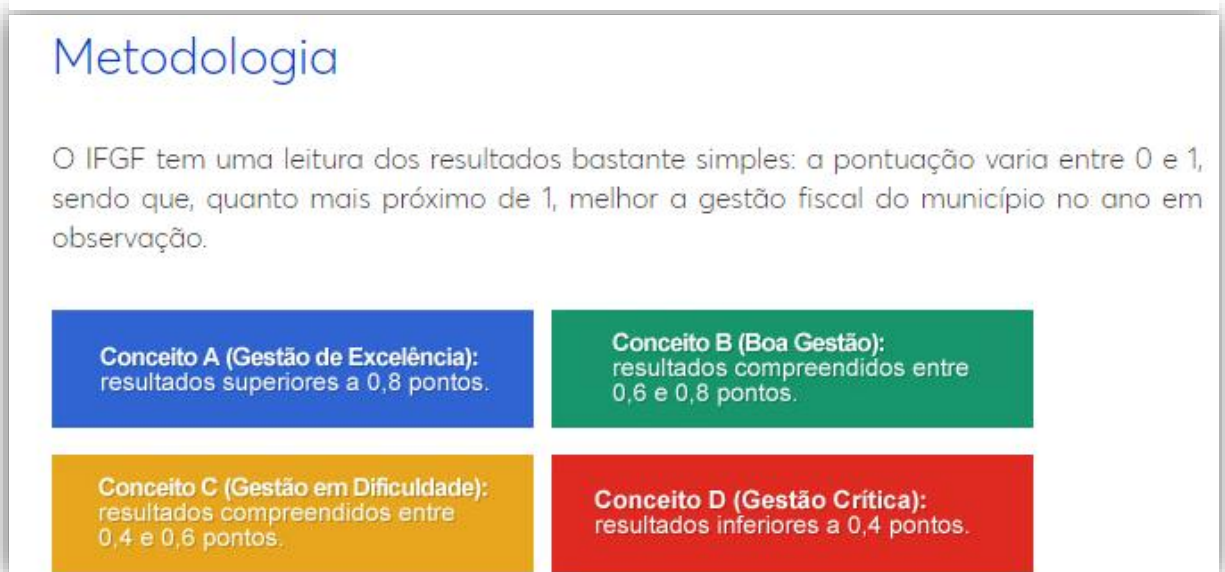 Metodologia
O IFGF tem uma leitura dos resultados bastante simples: a pontuação varia entre 0 e 1,
sendo que, quanto mais próximo de 1, melhor a gestão fiscal do município no ano em
observação.
Conceito A (Gestão de Excelência):
resultados superiores a 0,8 pontos.
Conceito B (Boa Gestão):
resultados compreendidos entre
0,6 e 0,8 pontos.
Conceito C (Gestão em Dificuldade):
resultados compreendidos entre
0,4 e 0,6 pontos.
Conceito D (Gestão Crítica):
resultados inferiores a 0,4 pontos.